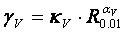 γ_V = κ_V · R_{0.01}^{α_V}